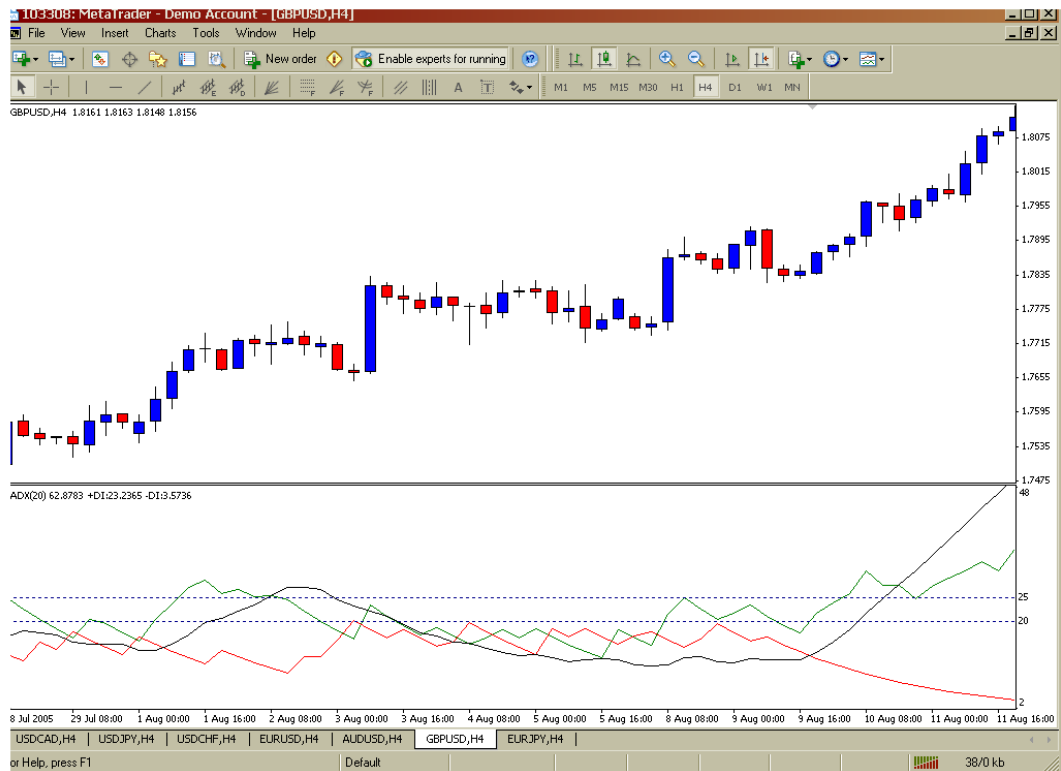 103308: MetaTrader - Demo Account - [GBPUSD,H4]
File View Insert Charts Tools Window Help
New order Enable experts for running
A T M1 M5 M15 M30 H1 H4 D1 W1 MN
GBPUSD,H4 1.8161 1.8163 1.8148 1.8156
1.8075
1.8015
1.7955
1.7895
1.7835
1.7775
1.7715
1.7655
1.7595
1.7535
1.7475
ADX(20) 62.8783 +DI:23.2365 -DI:3.5736
48
25
20
2
8 Jul 2005 29 Jul 08:00 1 Aug 00:00 1 Aug 16:00 2 Aug 08:00 3 Aug 00:00 3 Aug 16:00 4 Aug 08:00 5 Aug 00:00 5 Aug 16:00 8 Aug 08:00 9 Aug 00:00 9 Aug 16:00 10 Aug 08:00 11 Aug 00:00 11 Aug 16:00
USDCAD,H4 | USDJPY,H4 | USDCHF,H4 | EURUSD,H4 | AUDUSD,H4 | GBPUSD,H4 | EURJPY,H4 |
or Help, press F1 Default 38/0 kb